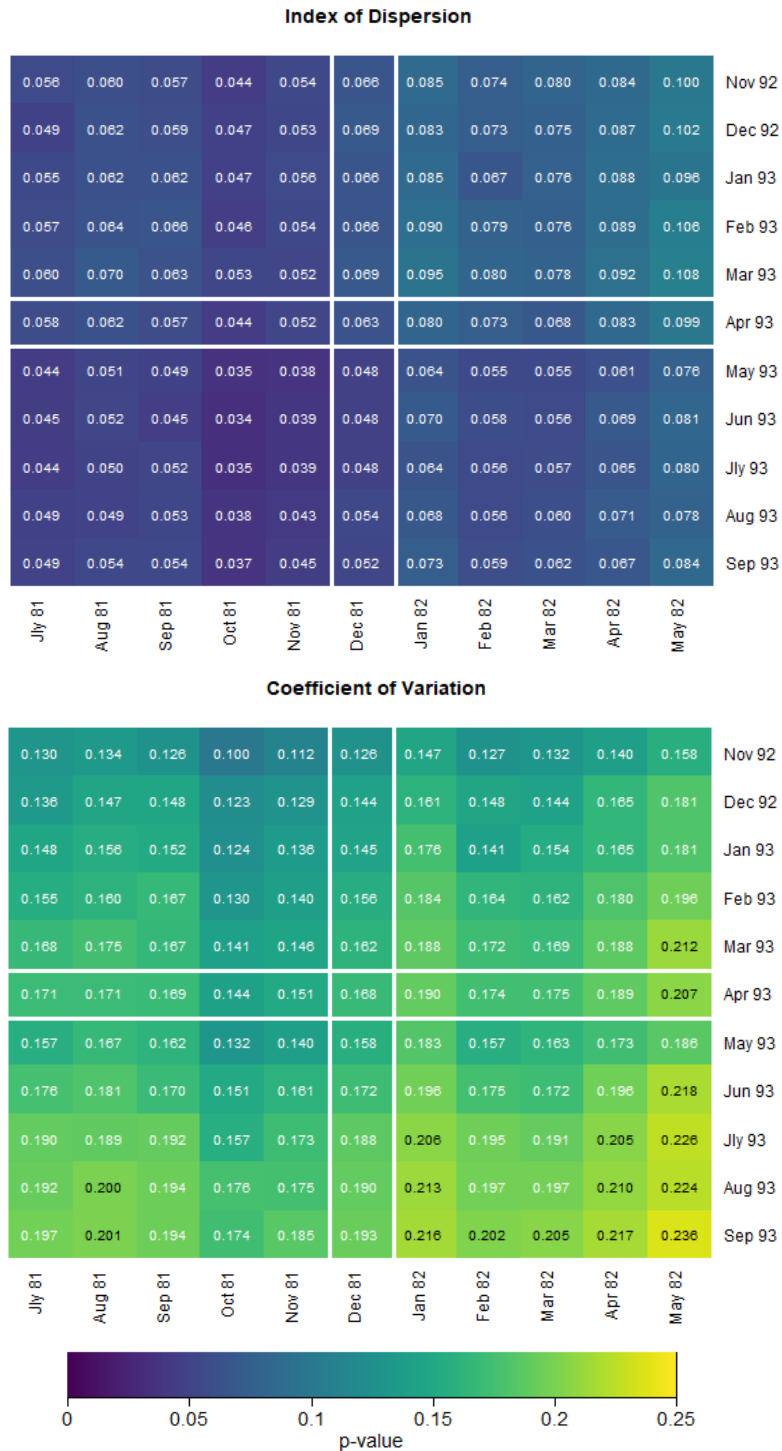 Index of Dispersion
0.056 0.060 0.057 0.044 0.054 0.066 0.085 0.074 0.080 0.084 0.100 Nov 92
0.049 0.062 0.059 0.047 0.053 0.069 0.083 0.073 0.075 0.087 0.102 Dec 92
0.055 0.062 0.062 0.047 0.056 0.066 0.085 0.067 0.076 0.088 0.096 Jan 93
0.057 0.064 0.066 0.046 0.054 0.066 0.090 0.079 0.076 0.089 0.106 Feb 93
0.060 0.070 0.063 0.053 0.052 0.069 0.095 0.080 0.078 0.092 0.108 Mar 93
0.058 0.062 0.057 0.044 0.052 0.063 0.080 0.073 0.068 0.083 0.099 Apr 93
0.044 0.051 0.049 0.035 0.038 0.048 0.064 0.055 0.055 0.061 0.076 May 93
0.045 0.052 0.045 0.034 0.039 0.048 0.070 0.058 0.056 0.069 0.081 Jun 93
0.044 0.050 0.052 0.035 0.039 0.048 0.064 0.056 0.057 0.065 0.080 Jly 93
0.049 0.049 0.053 0.038 0.043 0.054 0.068 0.056 0.060 0.071 0.078 Aug 93
0.049 0.054 0.054 0.037 0.045 0.052 0.073 0.059 0.062 0.067 0.084 Sep 93
Jly 81 Aug 81 Sep 81 Oct 81 Nov 81 Dec 81 Jan 82 Feb 82 Mar 82 Apr 82 May 82
Coefficient of Variation
0.130 0.134 0.126 0.100 0.112 0.126 0.147 0.127 0.132 0.140 0.158 Nov 92
0.136 0.147 0.148 0.123 0.129 0.144 0.161 0.148 0.144 0.165 0.181 Dec 92
0.148 0.156 0.152 0.124 0.136 0.145 0.176 0.141 0.154 0.165 0.181 Jan 93
0.155 0.160 0.167 0.130 0.140 0.156 0.184 0.164 0.162 0.180 0.196 Feb 93
0.168 0.175 0.167 0.141 0.146 0.162 0.188 0.172 0.169 0.188 0.212 Mar 93
0.171 0.171 0.169 0.144 0.151 0.168 0.190 0.174 0.175 0.189 0.207 Apr 93
0.157 0.167 0.162 0.132 0.140 0.158 0.183 0.157 0.163 0.173 0.186 May 93
0.176 0.181 0.170 0.151 0.161 0.172 0.196 0.175 0.172 0.196 0.218 Jun 93
0.190 0.189 0.192 0.157 0.173 0.188 0.206 0.195 0.191 0.205 0.226 Jly 93
0.192 0.200 0.194 0.176 0.175 0.190 0.213 0.197 0.197 0.210 0.224 Aug 93
0.197 0.201 0.194 0.174 0.185 0.193 0.216 0.202 0.205 0.217 0.236 Sep 93
Jly 81 Aug 81 Sep 81 Oct 81 Nov 81 Dec 81 Jan 82 Feb 82 Mar 82 Apr 82 May 82
0 0.05 0.1 0.15 0.2 0.25
p-value